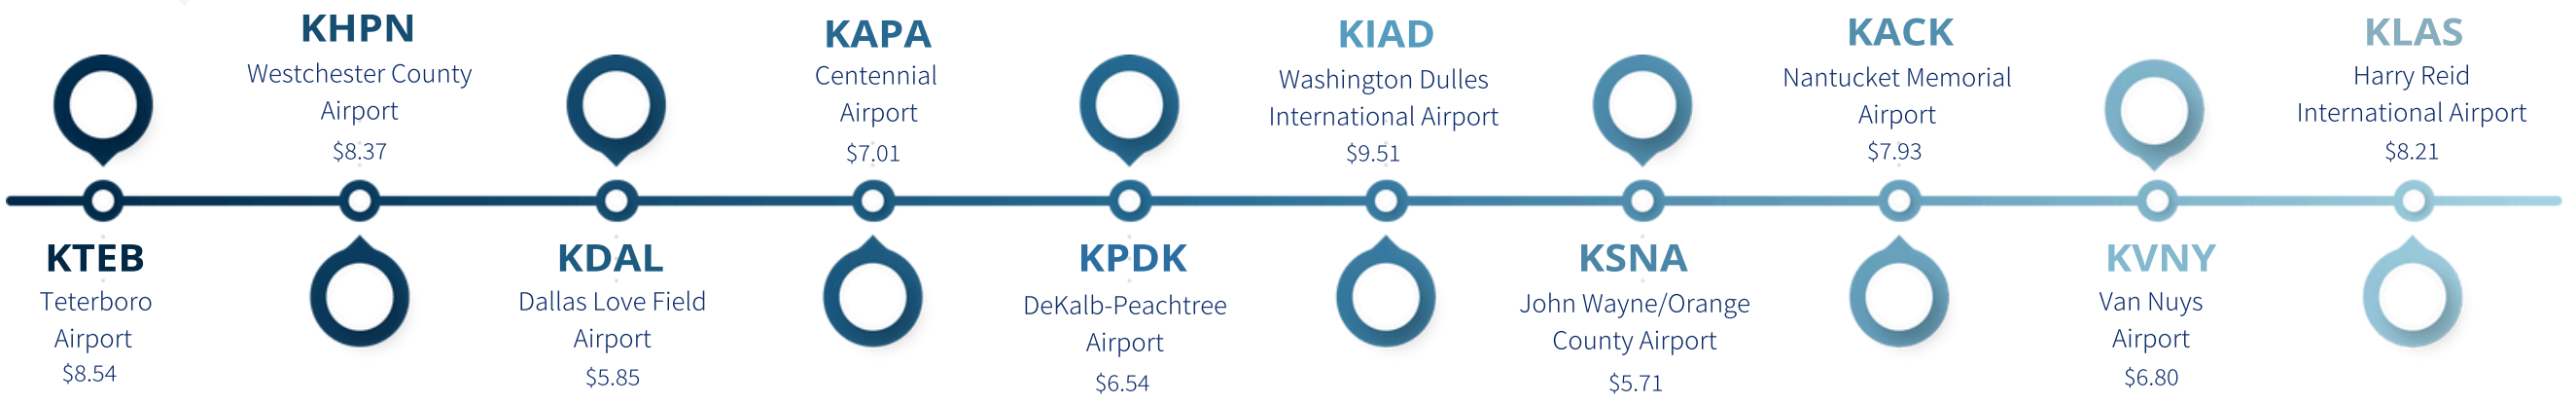 KTEB
Teterboro
Airport
$8.54
KHPN
Westchester County
Airport
$8.37
KDAL
Dallas Love Field
Airport
$5.85
KAPA
Centennial
Airport
$7.01
KPDK
DeKalb-Peachtree
Airport
$6.54
KIAD
Washington Dulles
International Airport
$9.51
KSNA
John Wayne/Orange
County Airport
$5.71
KACK
Nantucket Memorial
Airport
$7.93
KVNY
Van Nuys
Airport
$6.80
KLAS
Harry Reid
International Airport
$8.21